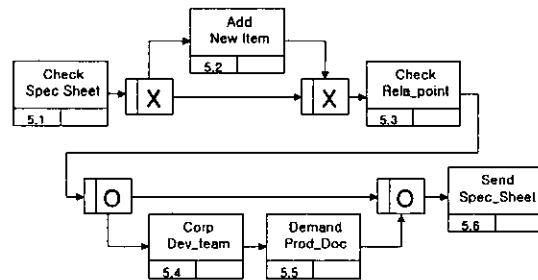 Add
New Item
5.2
Check
Spec Sheet
5.1
X
X
Check
Rela_point
5.3
O
O
Send
Spec_Sheet
5.6
Corp
Dev_team
5.4
Demand
Prod_Doc
5.5